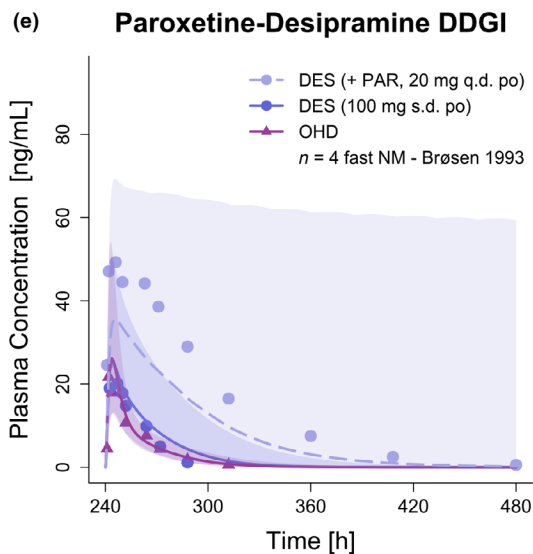 (e) Paroxetine-Desipramine DDGI
DES (+ PAR, 20 mg q.d. po)
DES (100 mg s.d. po)
OHD
n = 4 fast NM - Brøsen 1993
Plasma Concentration [ng/mL]
80
60
40
20
0
240 300 360 420 480
Time [h]